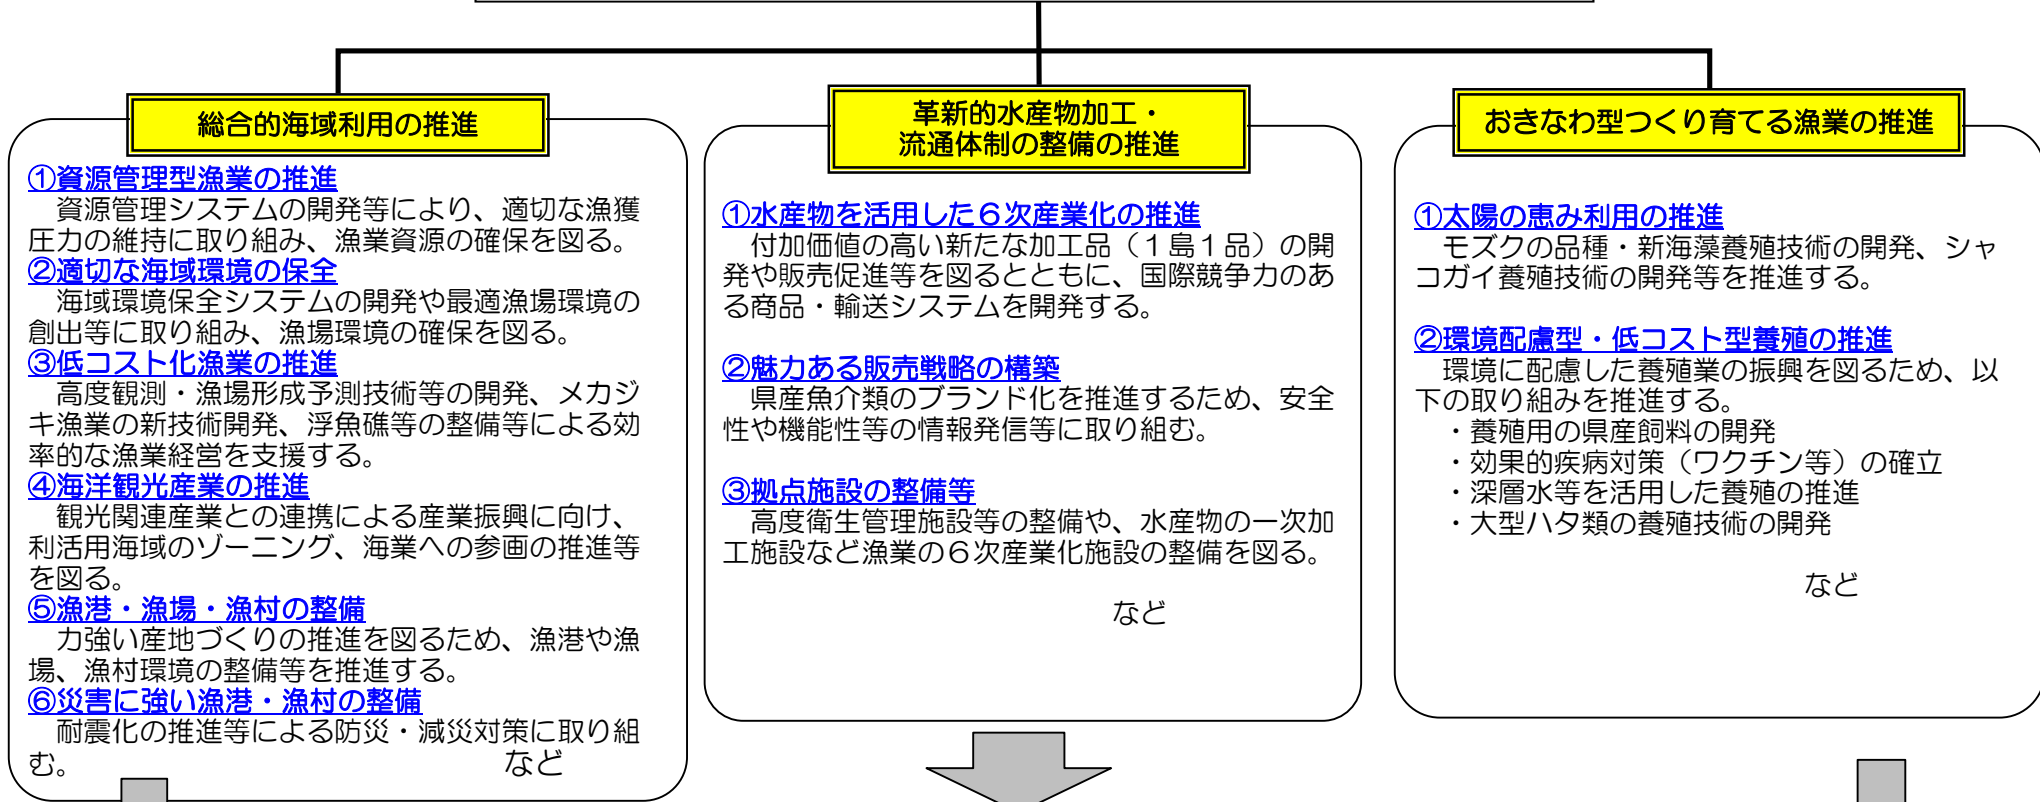 総合的海域利用の推進
①資源管理型漁業の推進
　資源管理システムの開発等により、適切な漁獲
圧力の維持に取り組み、漁業資源の確保を図る。
②適切な海域環境の保全
　海域環境保全システムの開発や最適漁場環境の
創出等に取り組み、漁場環境の確保を図る。
③低コスト化漁業の推進
　高度観測・漁場形成予測技術等の開発、メカジ
キ漁業の新技術開発、浮魚礁等の整備等による効
率的な漁業経営を支援する。
④海洋観光産業の推進
　観光関連産業との連携による産業振興に向け、
利活用海域のゾーニング、海業への参画の推進等
を図る。
⑤漁港・漁場・漁村の整備
　力強い産地づくりの推進を図るため、漁港や漁
場、漁村環境の整備等を推進する。
⑥災害に強い漁港・漁村の整備
　耐震化の推進等による防災・減災対策に取り組
む。　　　　　　　　　　　　　　　　など
革新的水産物加工・
流通体制の整備の推進
①水産物を活用した６次産業化の推進
　付加価値の高い新たな加工品（１島１品）の開
発や販売促進等を図るとともに、国際競争力のあ
る商品・輸送システムを開発する。
②魅力ある販売戦略の構築
　県産魚介類のブランド化を推進するため、安全
性や機能性等の情報発信等に取り組む。
③拠点施設の整備等
　高度衛生管理施設等の整備や、水産物の一次加
工施設など漁業の６次産業化施設の整備を図る。
など
おきなわ型つくり育てる漁業の推進
①太陽の恵み利用の推進
　モズクの品種・新海藻養殖技術の開発、シャ
コガイ養殖技術の開発等を推進する。
②環境配慮型・低コスト型養殖の推進
　環境に配慮した養殖業の振興を図るため、以
下の取り組みを推進する。
・養殖用の県産飼料の開発
・効果的疾病対策（ワクチン等）の確立
・深層水等を活用した養殖の推進
・大型ハタ類の養殖技術の開発
など